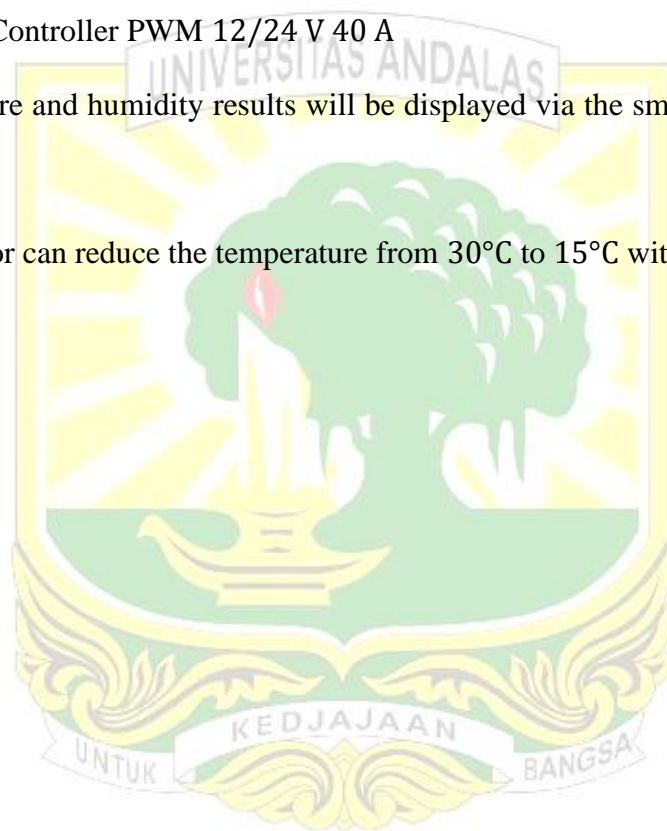 Controller PWM 12/24 V 40 A
UNIVERSITAS ANDALAS
re and humidity results will be displayed via the sm
or can reduce the temperature from 30°C to 15°C wit
KEDJAJAAN
UNTUK BANGSA